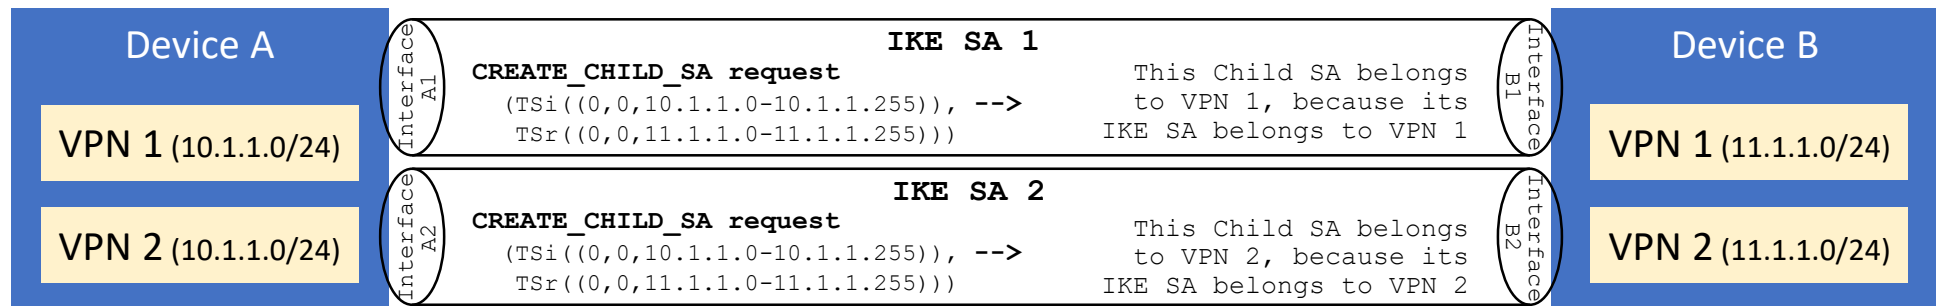 Device A
VPN 1 (10.1.1.0/24)
VPN 2 (10.1.1.0/24)
Interface
A1
IKE SA 1
CREATE_CHILD_SA request
(TSi((0,0,10.1.1.0-10.1.1.255)), -->
TSr((0,0,11.1.1.0-11.1.1.255)))
This Child SA belongs
to VPN 1, because its
IKE SA belongs to VPN 1
Interface
B1
Interface
A2
IKE SA 2
CREATE_CHILD_SA request
(TSi((0,0,10.1.1.0-10.1.1.255)), -->
TSr((0,0,11.1.1.0-11.1.1.255)))
This Child SA belongs
to VPN 2, because its
IKE SA belongs to VPN 2
Interface
B2
Device B
VPN 1 (11.1.1.0/24)
VPN 2 (11.1.1.0/24)